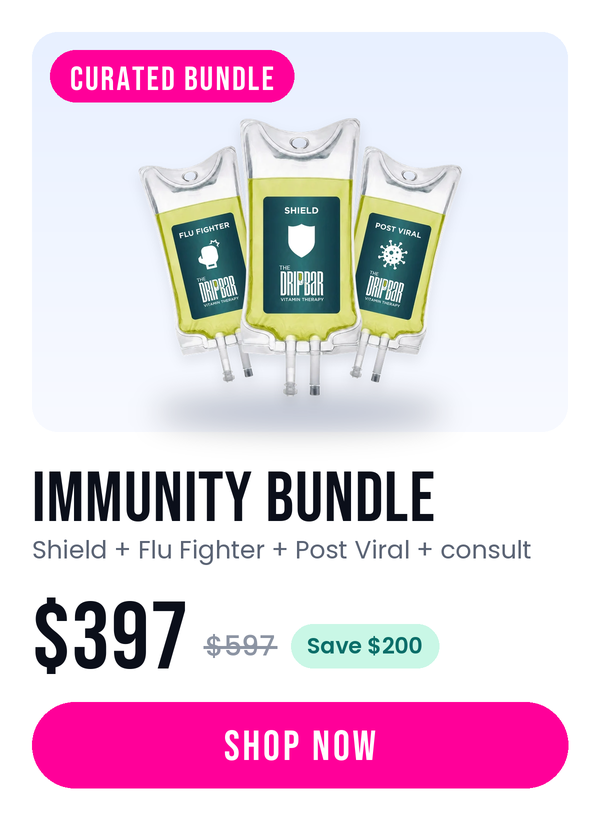 CURATED BUNDLE
FLU FIGHTER
THE
DRIPBAR
VITAMIN THERAPY
SHIELD
THE
DRIPBAR
VITAMIN THERAPY
POST VIRAL
THE
DRIPBAR
VITAMIN THERAPY
IMMUNITY BUNDLE
Shield + Flu Fighter + Post Viral + consult
$397 $597 Save $200
SHOP NOW